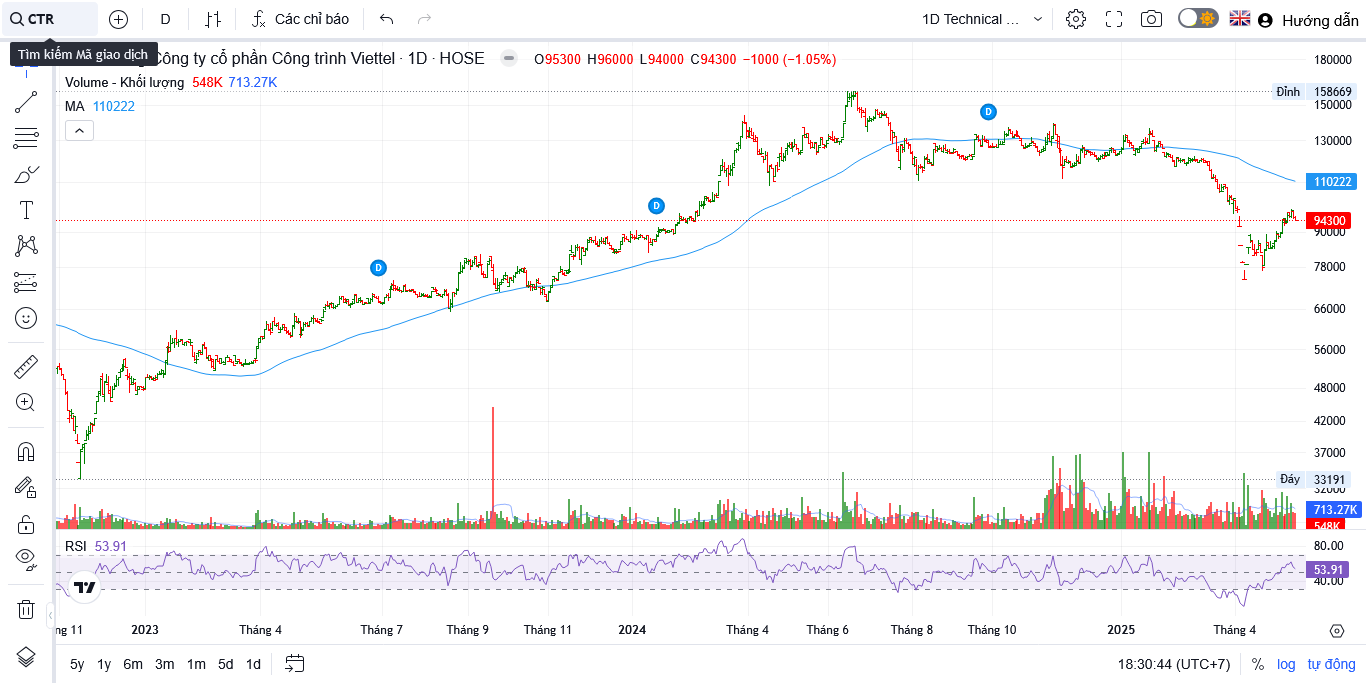 CTR
D
Các chỉ báo
1D Technical ...
Hướng dẫn
Tìm kiếm Mã giao dịch
Công ty cổ phần Công trình Viettel · 1D · HOSE
O95300 H96000 L94000 C94300 −1000 (−1.05%)
Volume - Khối lượng 548K 713.27K
MA 110222
180000
Đỉnh 158669
150000
D
130000
110222
D
94300
90000
D
78000
66000
56000
48000
42000
37000
Đáy 33191
32000
713.27K
548K
RSI 53.91
80.00
53.91
40.00
ng 11 2023 Tháng 4 Tháng 7 Tháng 9 Tháng 11 2024 Tháng 4 Tháng 6 Tháng 8 Tháng 10 2025 Tháng 4
5y 1y 6m 3m 1m 5d 1d
18:30:44 (UTC+7) % log tự động